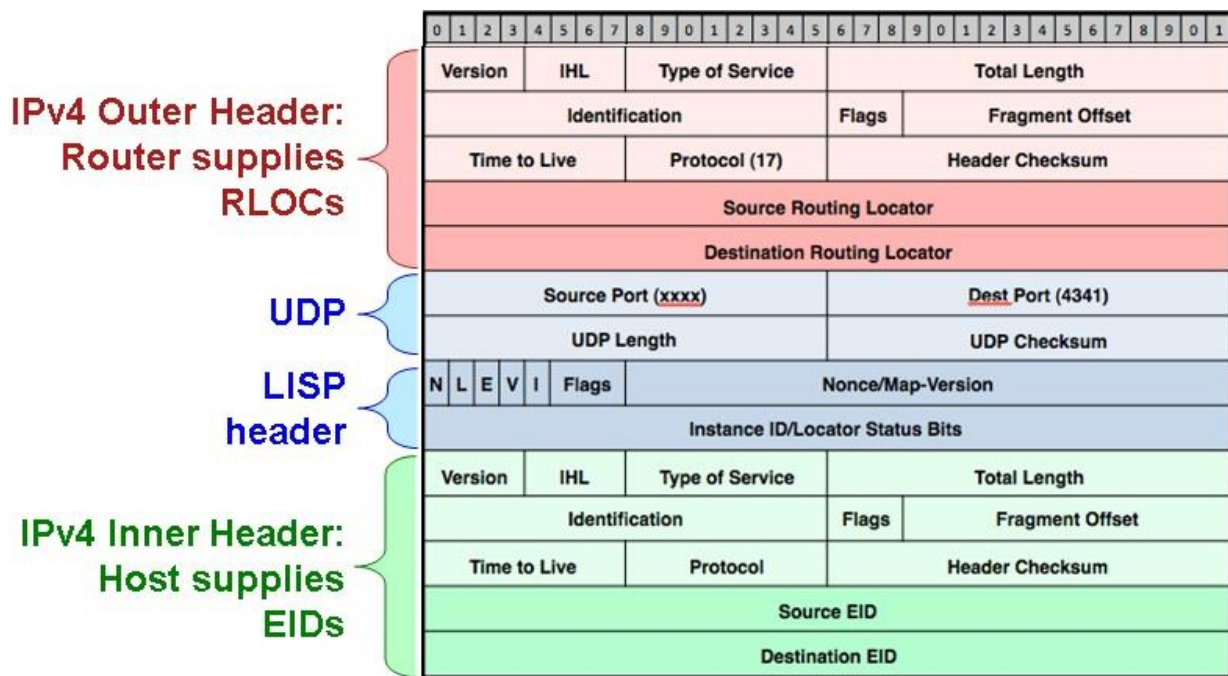 0 1 2 3 4 5 6 7 8 9 0 1 2 3 4 5 6 7 8 9 0 1 2 3 4 5 6 7 8 9 0 1
IPv4 Outer Header:
Router supplies
RLOCs
Version IHL Type of Service Total Length
Identification Flags Fragment Offset
Time to Live Protocol (17) Header Checksum
Source Routing Locator
Destination Routing Locator
UDP
Source Port (xxxx) Dest Port (4341)
UDP Length UDP Checksum
LISP
header
N L E V I Flags Nonce/Map-Version
Instance ID/Locator Status Bits
IPv4 Inner Header:
Host supplies
EIDs
Version IHL Type of Service Total Length
Identification Flags Fragment Offset
Time to Live Protocol Header Checksum
Source EID
Destination EID